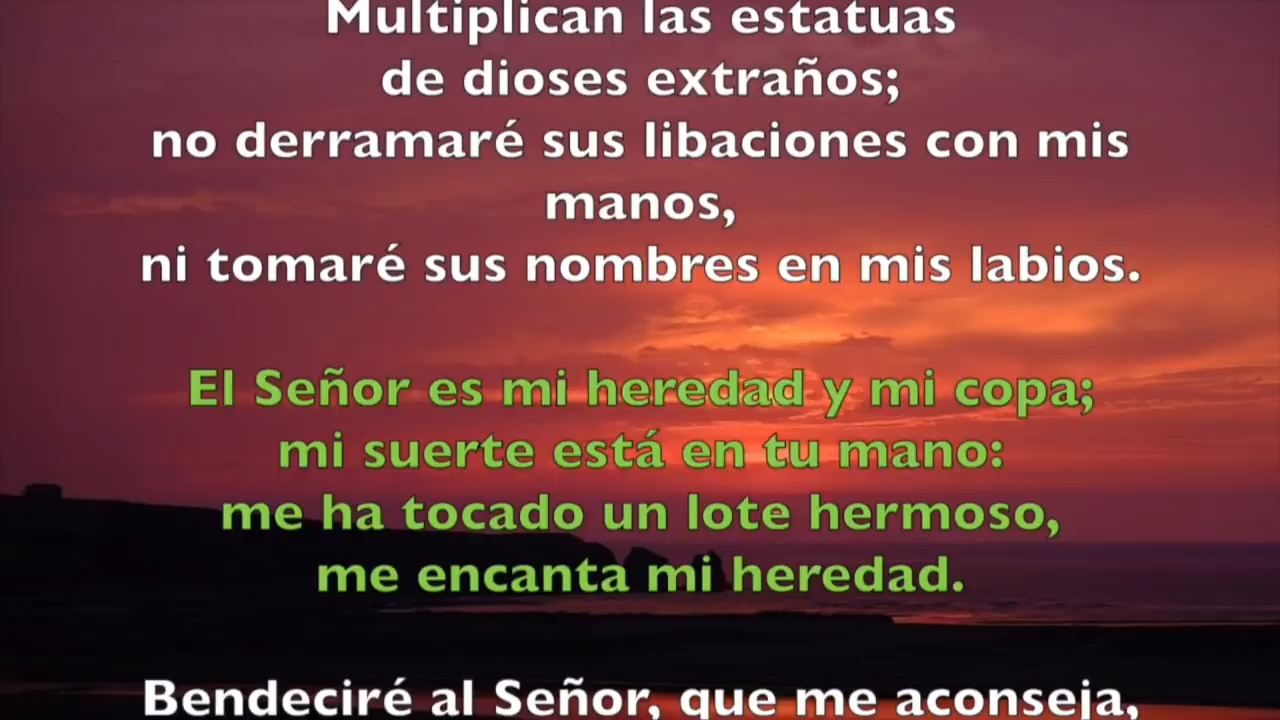 Multiplican las estatuas
de dioses extraños;
no derramaré sus libaciones con mis
manos,
ni tomaré sus nombres en mis labios.
El Señor es mi heredad y mi copa;
mi suerte está en tu mano:
me ha tocado un lote hermoso,
me encanta mi heredad.
Bendeciré al Señor, que me aconseja,